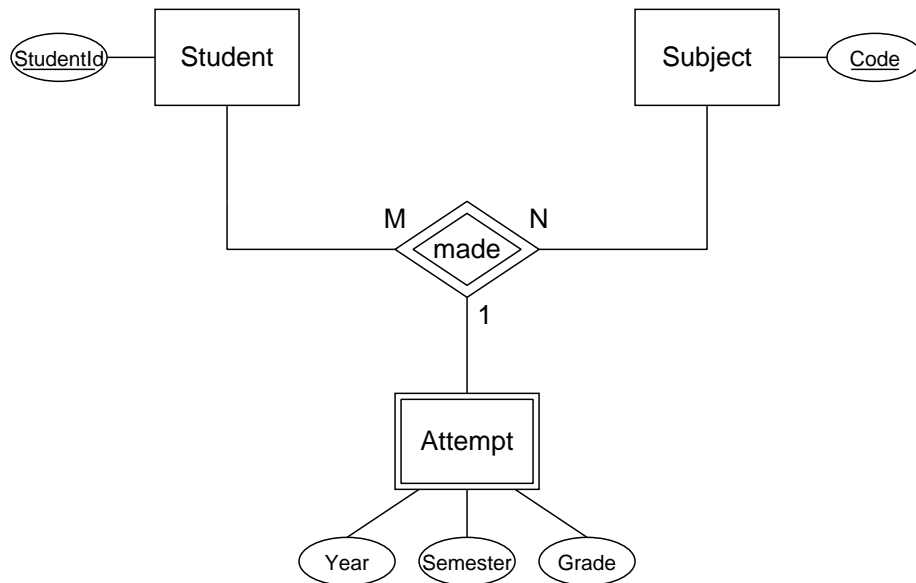 StudentId
Student
Subject
Code
M
N
made
1
Attempt
Year
Semester
Grade